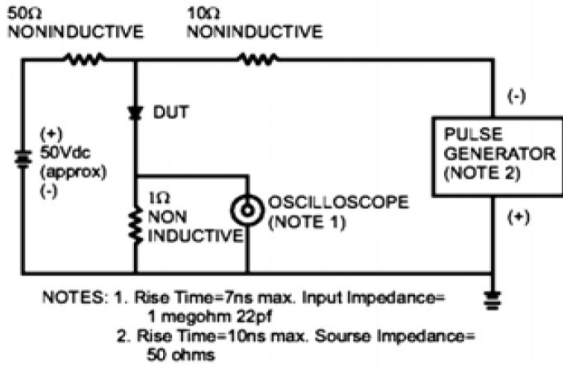 50Ω
NONINDUCTIVE
10Ω
NONINDUCTIVE
DUT
(+)
50Vdc
(approx)
(-)
1Ω
NON
INDUCTIVE
OSCILLOSCOPE
(NOTE 1)
(-)
PULSE
GENERATOR
(NOTE 2)
(+)
NOTES: 1. Rise Time=7ns max. Input Impedance=
1 megohm 22pf
2. Rise Time=10ns max. Sourse Impedance=
50 ohms